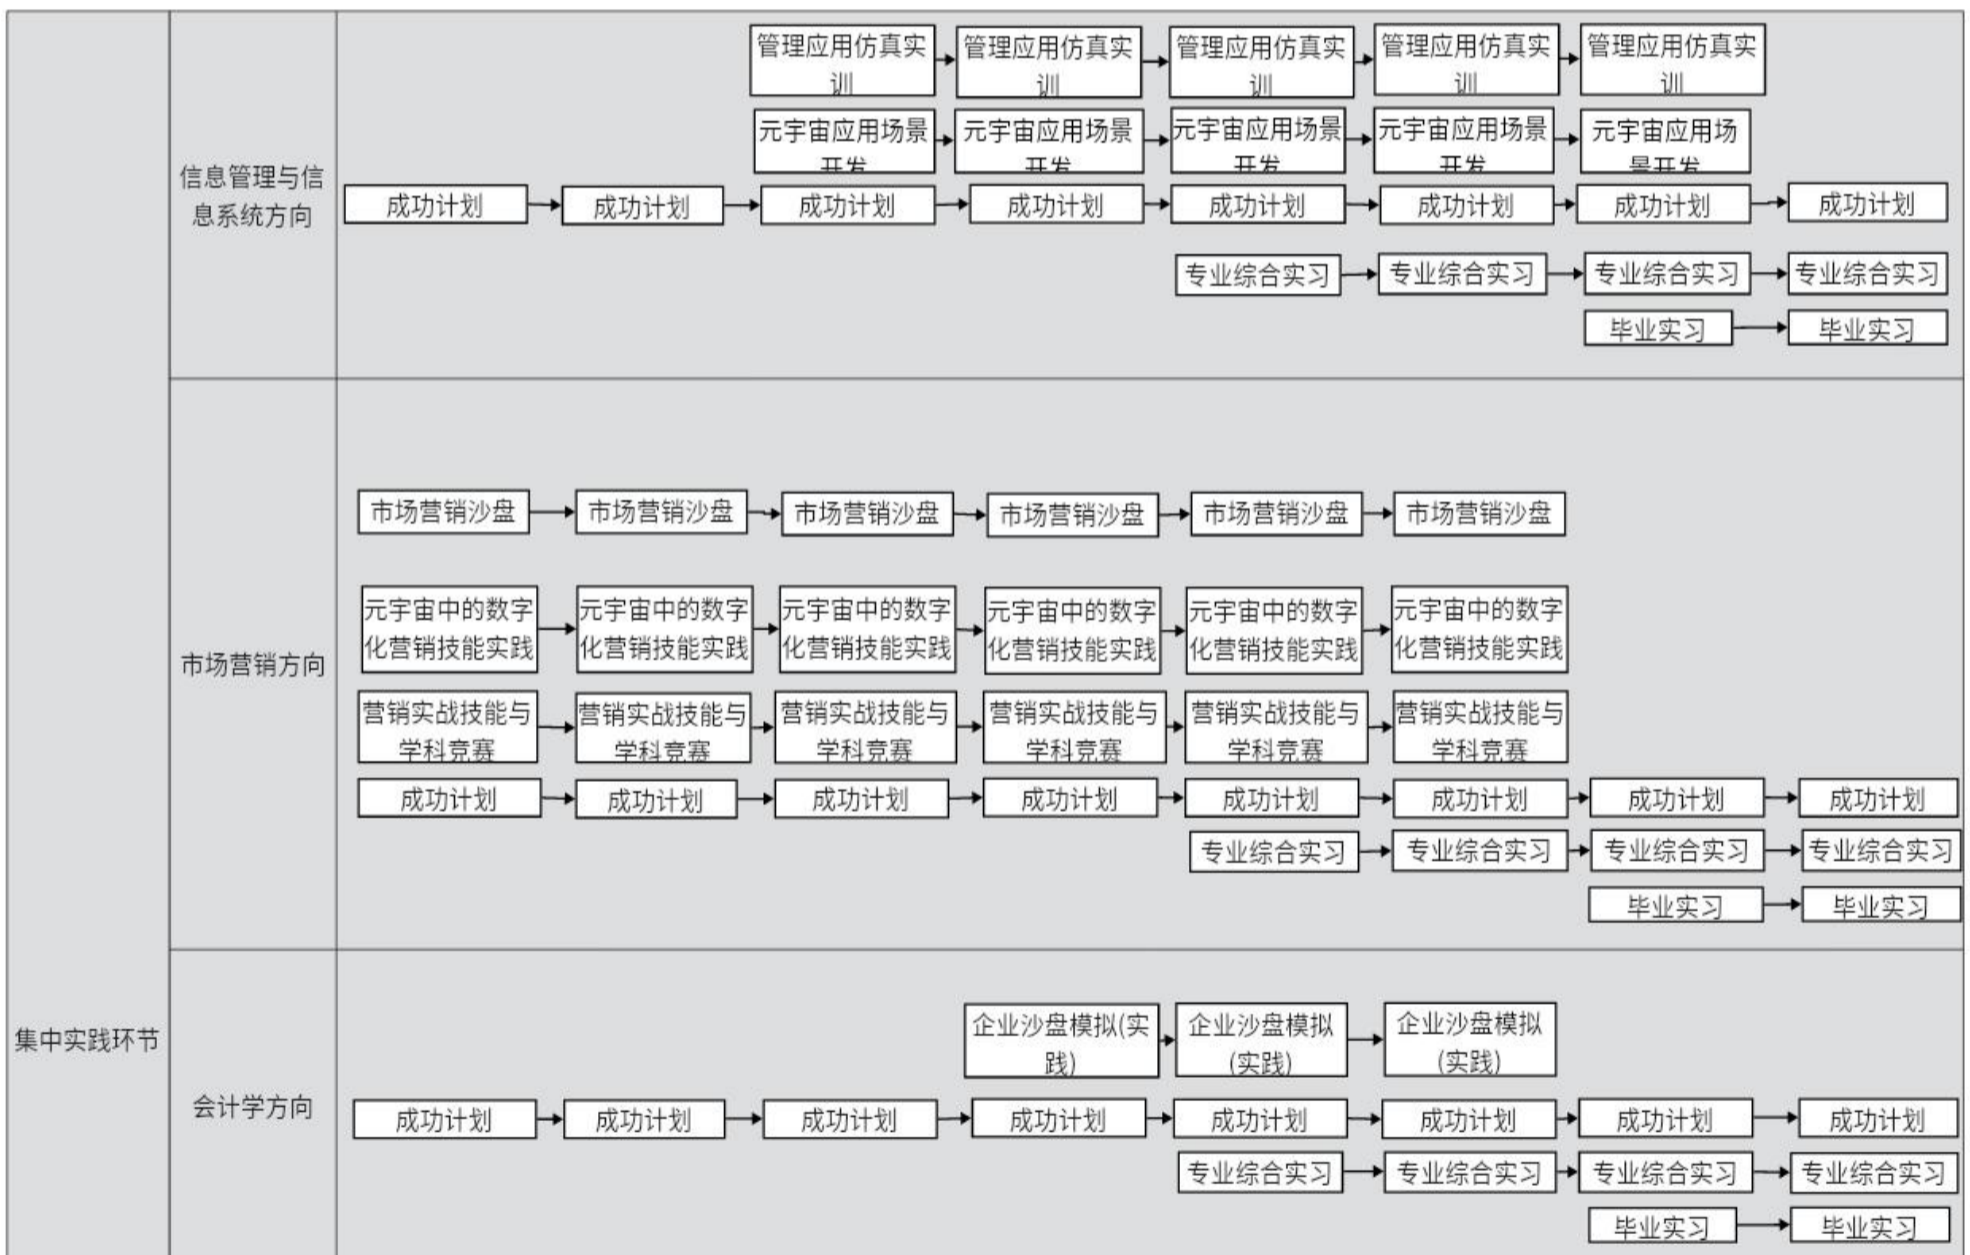 管理应用仿真实
训
管理应用仿真实
训
管理应用仿真实
训
管理应用仿真实
训
管理应用仿真实
训
元宇宙应用场景
开发
元宇宙应用场景
开发
元宇宙应用场景
开发
元宇宙应用场景
开发
元宇宙应用场
景开发
信息管理与信
息系统方向
成功计划
成功计划
成功计划
成功计划
成功计划
成功计划
成功计划
成功计划
专业综合实习
专业综合实习
专业综合实习
专业综合实习
毕业实习
毕业实习
市场营销方向
市场营销沙盘
市场营销沙盘
市场营销沙盘
市场营销沙盘
市场营销沙盘
市场营销沙盘
元宇宙中的数字
化营销技能实践
元宇宙中的数字
化营销技能实践
元宇宙中的数字
化营销技能实践
元宇宙中的数字
化营销技能实践
元宇宙中的数字
化营销技能实践
元宇宙中的数字
化营销技能实践
营销实战技能与
学科竞赛
营销实战技能与
学科竞赛
营销实战技能与
学科竞赛
营销实战技能与
学科竞赛
营销实战技能与
学科竞赛
营销实战技能与
学科竞赛
成功计划
成功计划
成功计划
成功计划
成功计划
成功计划
成功计划
成功计划
专业综合实习
专业综合实习
专业综合实习
专业综合实习
毕业实习
毕业实习
集中实践环节
会计学方向
企业沙盘模拟(实
践)
企业沙盘模拟
(实践)
企业沙盘模拟
(实践)
成功计划
成功计划
成功计划
成功计划
成功计划
成功计划
成功计划
成功计划
专业综合实习
专业综合实习
专业综合实习
专业综合实习
毕业实习
毕业实习